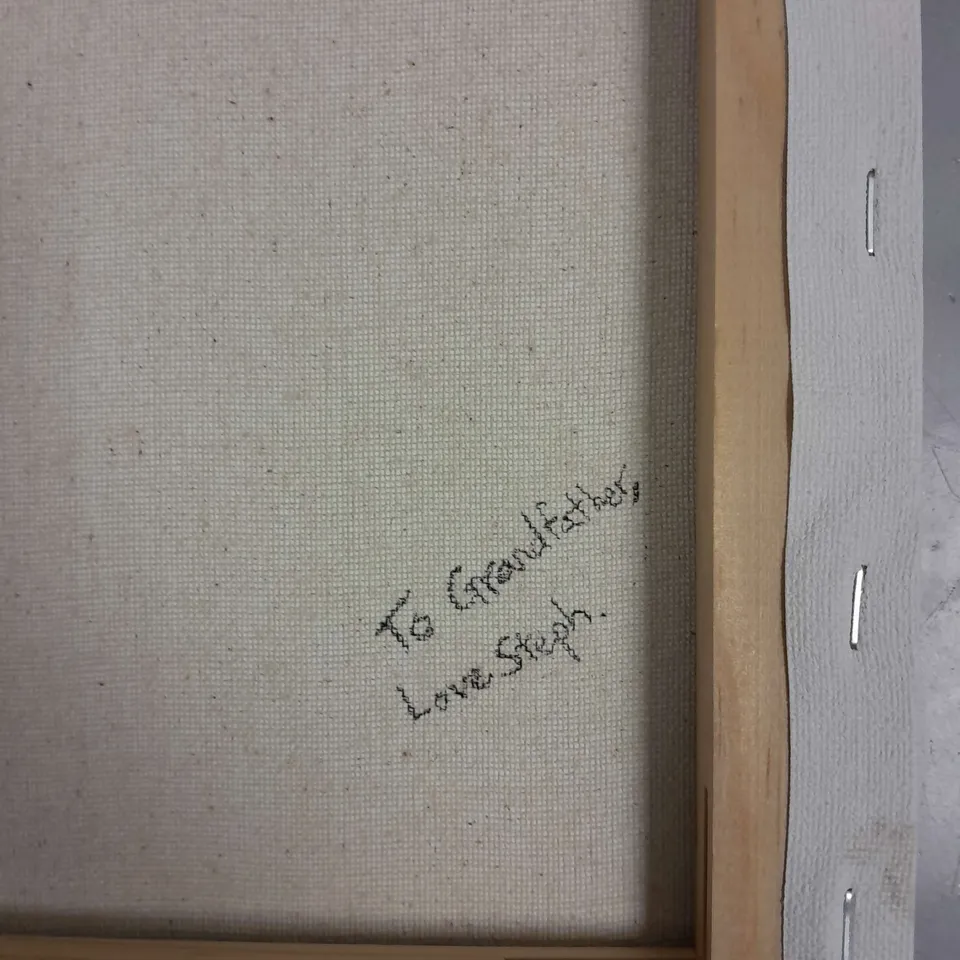 To Grandfather,
Love Steph.